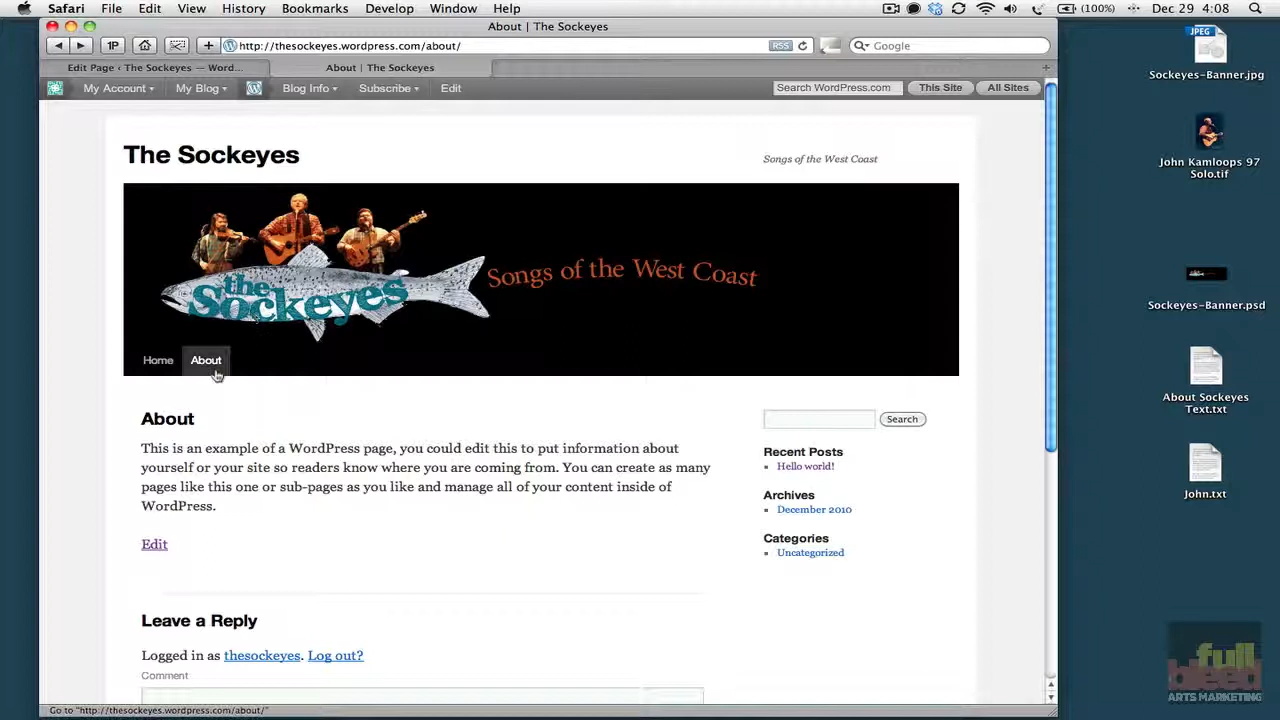 Safari File Edit View History Bookmarks Develop Window Help (100%) Dec 29 4:08
About | The Sockeyes
1P http://thesockeyes.wordpress.com/about/ RSS Google
Edit Page ‹ The Sockeyes — Word... About | The Sockeyes
My Account My Blog Blog Info Subscribe Edit Search WordPress.com This Site All Sites
The Sockeyes
Songs of the West Coast
the
Sockeyes
Songs of the West Coast
Home About
About
This is an example of a WordPress page, you could edit this to put information about
yourself or your site so readers know where you are coming from. You can create as many
pages like this one or sub-pages as you like and manage all of your content inside of
WordPress.
Edit
Leave a Reply
Logged in as thesockeyes. Log out?
Comment
Search
Recent Posts
Hello world!
Archives
December 2010
Categories
Uncategorized
Go to "http://thesockeyes.wordpress.com/about/"
JPEG
Sockeyes-Banner.jpg
John Kamloops 97
Solo.tif
Sockeyes-Banner.psd
About Sockeyes
Text.txt
John.txt
full
bleed
ARTS MARKETING